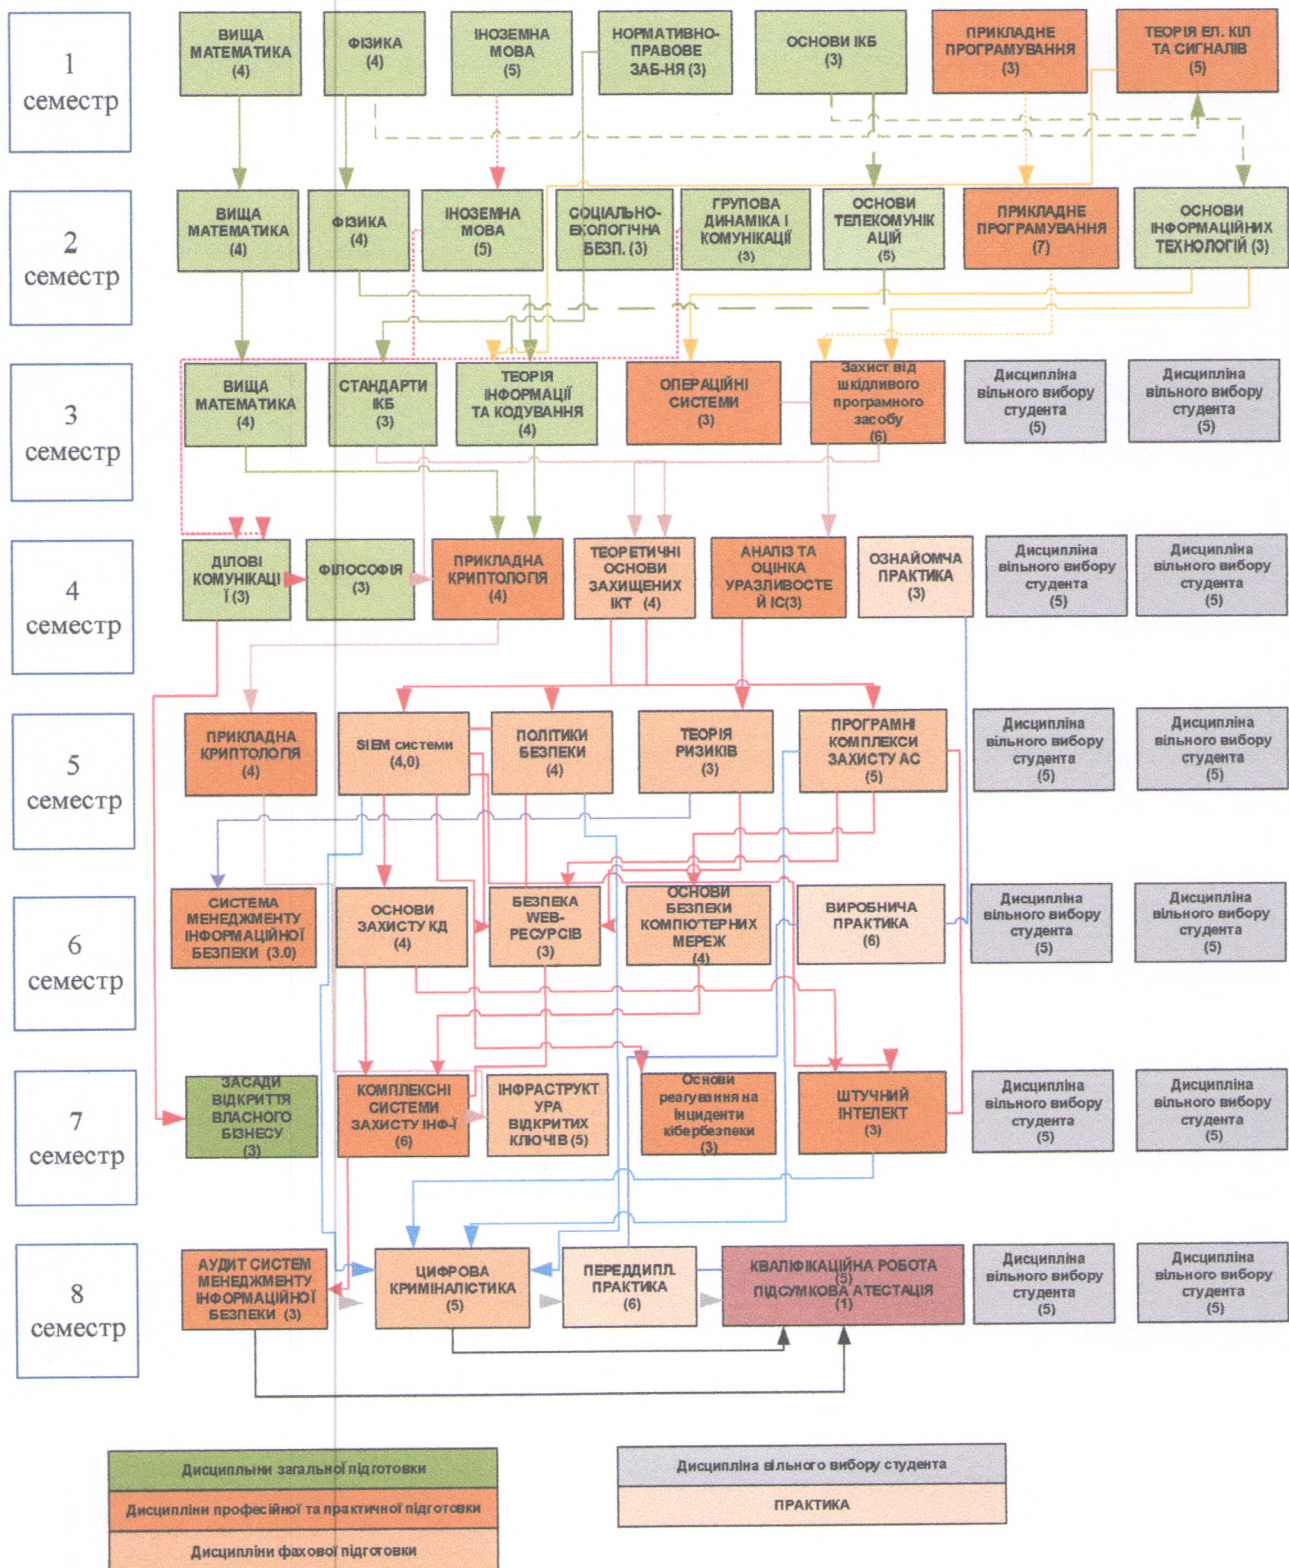 1
семестр
ВИЩА
МАТЕМАТИКА
(4)
ФІЗИКА
(4)
ІНОЗЕМНА
МОВА
(5)
НОРМАТИВНО-
ПРАВОВЕ
ЗАБ-НЯ (3)
ОСНОВИ ІКБ
(3)
ПРИКЛАДНЕ
ПРОГРАМУВАННЯ
(3)
ТЕОРІЯ ЕЛ. КІЛ
ТА СИГНАЛІВ
(5)
2
семестр
ВИЩА
МАТЕМАТИКА
(4)
ФІЗИКА
(4)
ІНОЗЕМНА
МОВА
(5)
СОЦІАЛЬНО-
ЕКОЛОГІЧНА
БЕЗП. (3)
ГРУПОВА
ДИНАМІКА І
КОМУНІКАЦІЇ
(3)
ОСНОВИ
ТЕЛЕКОМУНІК
АЦІЙ
(5)
ПРИКЛАДНЕ
ПРОГРАМУВАННЯ
(7)
ОСНОВИ
ІНФОРМАЦІЙНИХ
ТЕХНОЛОГІЙ (3)
3
семестр
ВИЩА
МАТЕМАТИКА
(4)
СТАНДАРТИ
ІКБ
(3)
ТЕОРІЯ
ІНФОРМАЦІЇ
ТА КОДУВАННЯ
(4)
ОПЕРАЦІЙНІ
СИСТЕМИ
(3)
Захист від
шкідливого
програмного
засобу
(6)
Дисципліна
вільного вибору
студента
(5)
Дисципліна
вільного вибору
студента
(5)
4
семестр
ДІЛОВІ
КОМУНІКАЦІ
Ї (3)
ФІЛОСОФІЯ
(3)
ПРИКЛАДНА
КРИПТОЛОГІЯ
(4)
ТЕОРЕТИЧНІ
ОСНОВИ
ЗАХИЩЕНИХ
ІКТ (4)
АНАЛІЗ ТА
ОЦІНКА
УРАЗЛИВОСТЕ
Й ІС(3)
ОЗНАЙОМЧА
ПРАКТИКА
(3)
Дисципліна
вільного вибору
студента
(5)
Дисципліна
вільного вибору
студента
(5)
5
семестр
ПРИКЛАДНА
КРИПТОЛОГІЯ
(4)
SIEM системи
(4,0)
ПОЛІТИКИ
БЕЗПЕКИ
(4)
ТЕОРІЯ
РИЗИКІВ
(3)
ПРОГРАМНІ
КОМПЛЕКСИ
ЗАХИСТУ АС
(5)
Дисципліна
вільного вибору
студента
(5)
Дисципліна
вільного вибору
студента
(5)
6
семестр
СИСТЕМА
МЕНЕДЖМЕНТУ
ІНФОРМАЦІЙНОЇ
БЕЗПЕКИ (3.0)
ОСНОВИ
ЗАХИСТУ КД
(4)
БЕЗПЕКА
WEB-
РЕСУРСІВ
(3)
ОСНОВИ
БЕЗПЕКИ
КОМП'ЮТЕРНИХ
МЕРЕЖ
(4)
ВИРОБНИЧА
ПРАКТИКА
(6)
Дисципліна
вільного вибору
студента
(5)
Дисципліна
вільного вибору
студента
(5)
7
семестр
ЗАСАДИ
ВІДКРИТТЯ
ВЛАСНОГО
БІЗНЕСУ
(3)
КОМПЛЕКСНІ
СИСТЕМИ
ЗАХИСТУ ІНФ-Ї
(6)
ІНФРАСТРУКТ
УРА
ВІДКРИТИХ
КЛЮЧІВ (5)
Основи
реагування на
інциденти
кібербезпеки
(3)
ШТУЧНИЙ
ІНТЕЛЕКТ
(3)
Дисципліна
вільного вибору
студента
(5)
Дисципліна
вільного вибору
студента
(5)
8
семестр
АУДИТ СИСТЕМ
МЕНЕДЖМЕНТУ
ІНФОРМАЦІЙНОЇ
БЕЗПЕКИ (3)
ЦИФРОВА
КРИМІНАЛІСТИКА
(5)
ПЕРЕДДИПЛ.
ПРАКТИКА
(6)
КВАЛІФІКАЦІЙНА РОБОТА
(5)
ПІДСУМКОВА АТЕСТАЦІЯ
(1)
Дисципліна
вільного вибору
студента
(5)
Дисципліна
вільного вибору
студента
(5)
Дисциплыни загальної підготовки
Дисципліни професійної та практичної підготовки
Дисципліни фахової підготовки
Дисципліна вільного вибору студента
ПРАКТИКА